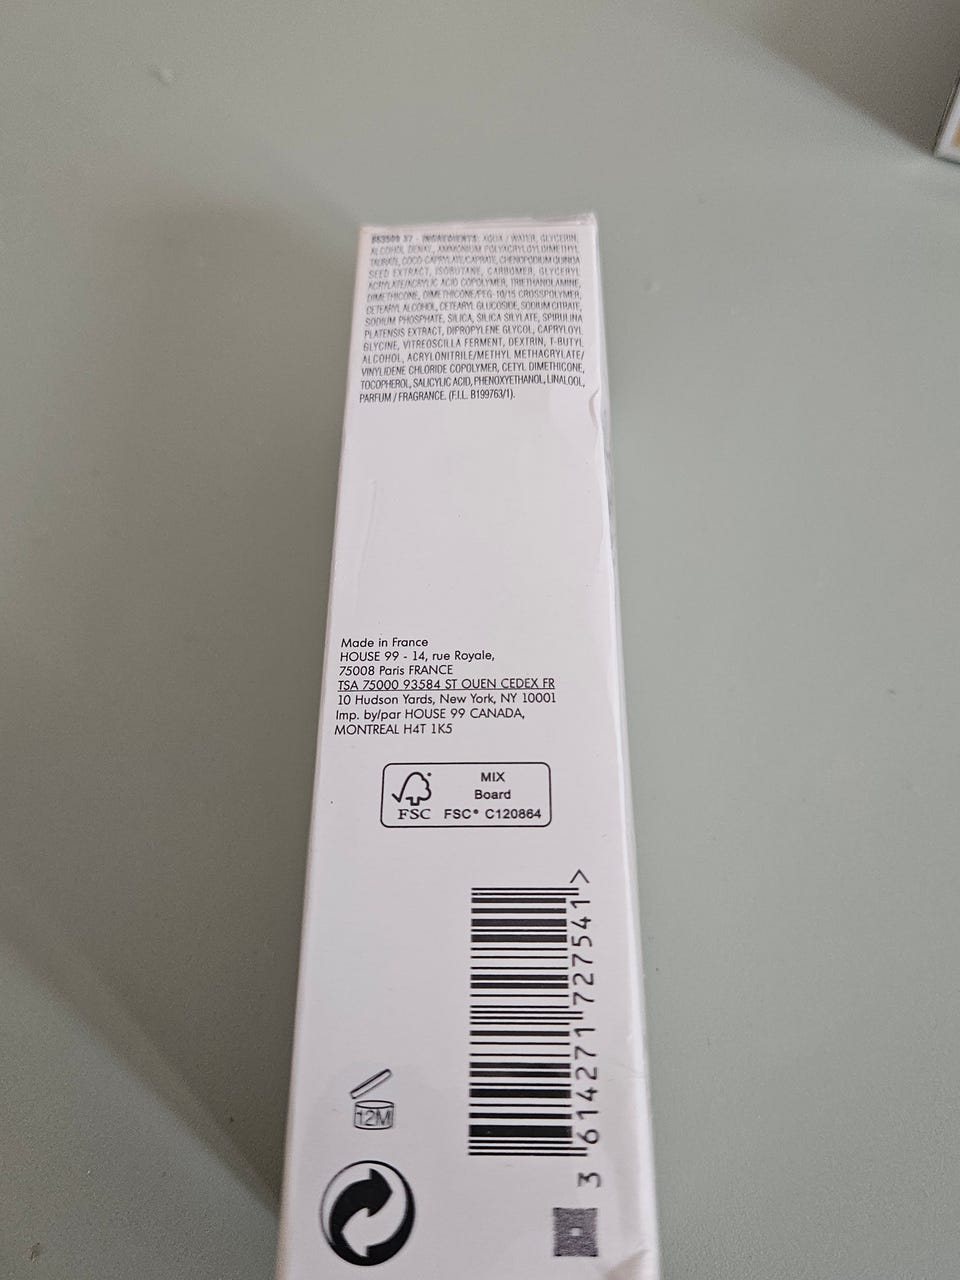 883509 37 - INGREDIENTS: AQUA / WATER, GLYCERIN,
ALCOHOL DENAT., AMMONIUM POLYACRYLOYLDIMETHYL
TAURATE, COCO-CAPRYLATE/CAPRATE, CHENOPODIUM QUINOA
SEED EXTRACT, ISOBUTANE, CARBOMER, GLYCERYL
ACRYLATE/ACRYLIC ACID COPOLYMER, TRIETHANOLAMINE,
DIMETHICONE, DIMETHICONE/PEG-10/15 CROSSPOLYMER,
CETEARYL ALCOHOL, CETEARYL GLUCOSIDE, SODIUM CITRATE,
SODIUM PHOSPHATE, SILICA, SILICA SILYLATE, SPIRULINA
PLATENSIS EXTRACT, DIPROPYLENE GLYCOL, CAPRYLOYL
GLYCINE, VITREOSCILLA FERMENT, DEXTRIN, T-BUTYL
ALCOHOL, ACRYLONITRILE/METHYL METHACRYLATE/
VINYLIDENE CHLORIDE COPOLYMER, CETYL DIMETHICONE,
TOCOPHEROL, SALICYLIC ACID, PHENOXYETHANOL, LINALOOL,
PARFUM / FRAGRANCE. (F.I.L. B199763/1).
Made in France
HOUSE 99 - 14, rue Royale,
75008 Paris FRANCE
TSA 75000 93584 ST OUEN CEDEX FR
10 Hudson Yards, New York, NY 10001
Imp. by/par HOUSE 99 CANADA,
MONTREAL H4T 1K5
MIX
Board
FSC FSC® C120864
3 614271 727541 >
12M